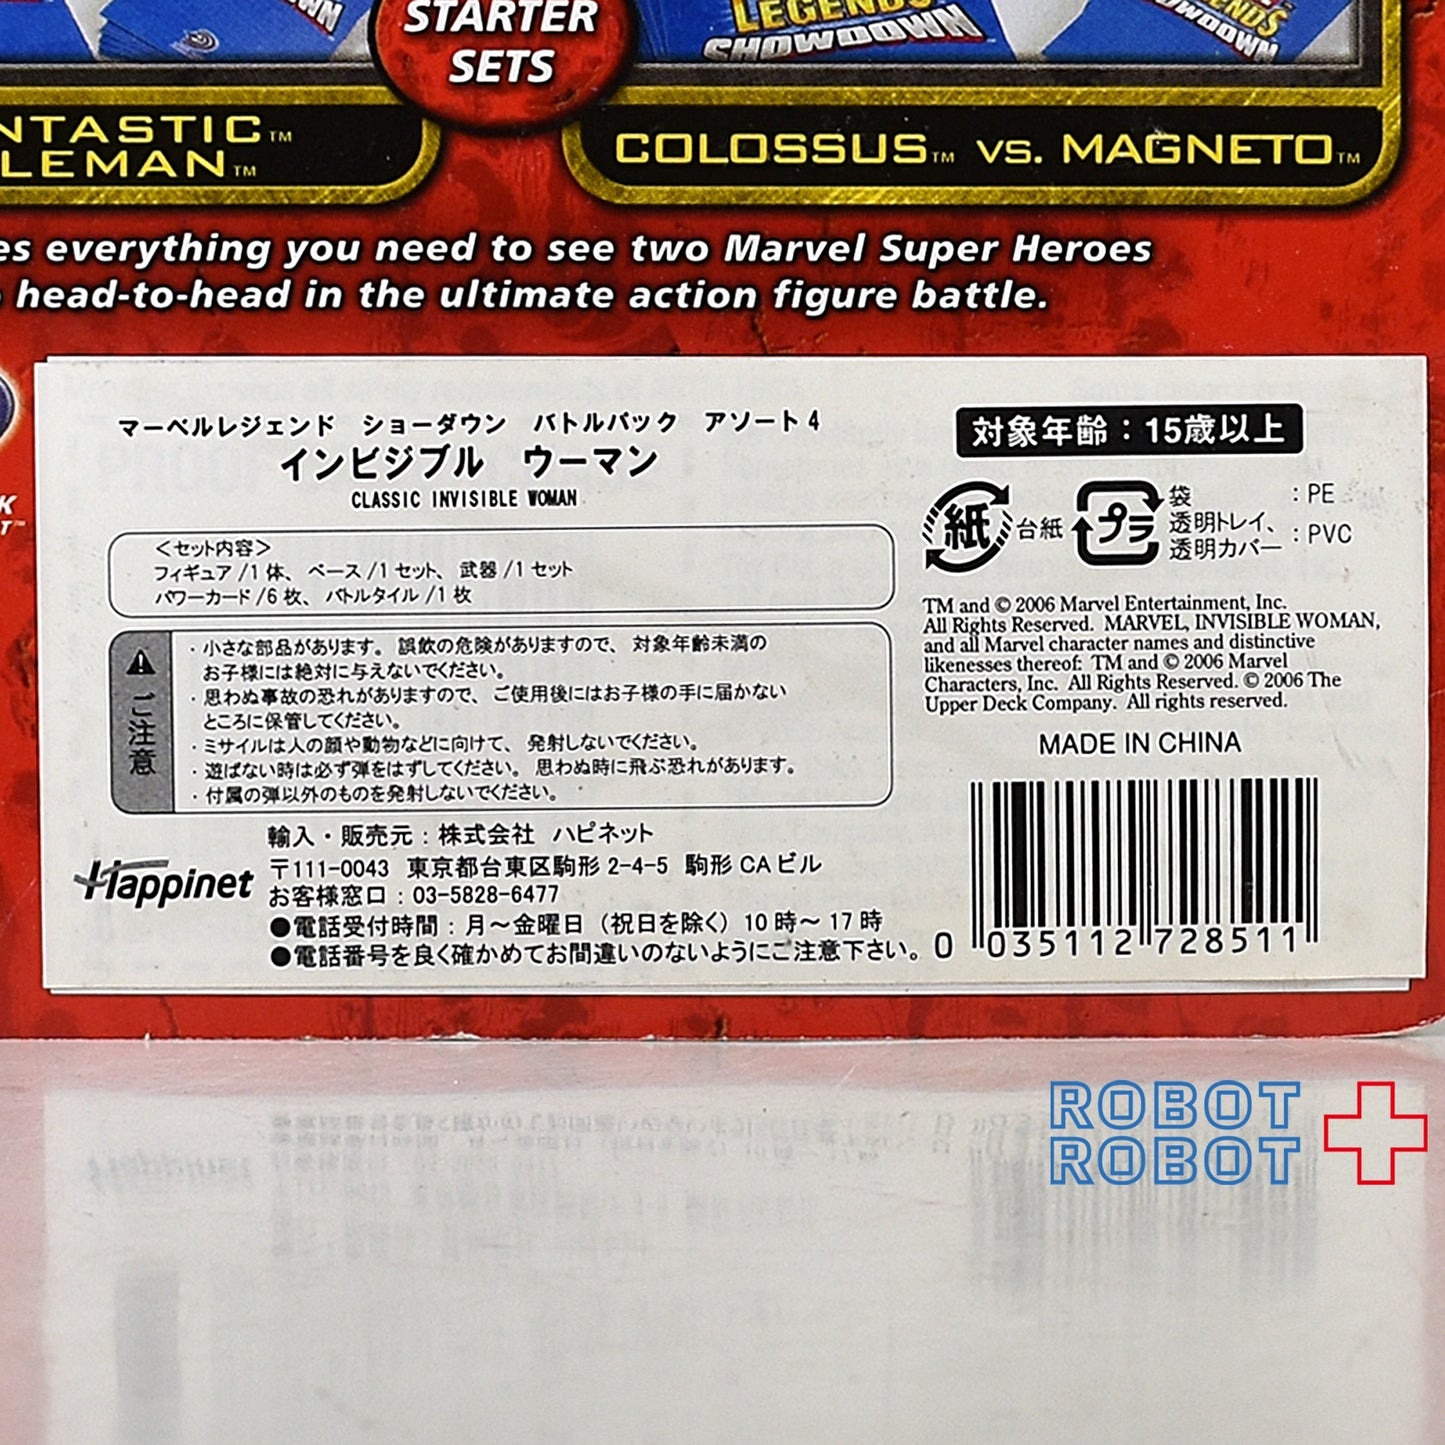 STARTER
SETS
LEGENDS
SHOWDOWN
SHOWDOWN
NTASTIC™
LEMAN™
COLOSSUS™ VS. MAGNETO™
es everything you need to see two Marvel Super Heroes
head-to-head in the ultimate action figure battle.
マーベルレジェンド ショーダウン バトルパック アソート4
インビジブル ウーマン
CLASSIC INVISIBLE WOMAN
＜セット内容＞
フィギュア/1体、ベース/1セット、武器/1セット
パワーカード/6枚、バトルタイル/1枚
ご注意
・小さな部品があります。誤飲の危険がありますので、対象年齢未満の
お子様には絶対に与えないでください。
・思わぬ事故の恐れがありますので、ご使用後にはお子様の手に届かない
ところに保管してください。
・ミサイルは人の顔や動物などに向けて、発射しないでください。
・遊ばない時は必ず弾をはずしてください。思わぬ時に飛ぶ恐れがあります。
・付属の弾以外のものを発射しないでください。
Happinet
輸入・販売元：株式会社 ハピネット
〒111-0043 東京都台東区駒形2-4-5 駒形CAビル
お客様窓口：03-5828-6477
●電話受付時間：月～金曜日（祝日を除く）10時～17時
●電話番号を良く確かめてお間違いのないようにご注意下さい。
対象年齢：15歳以上
紙 台紙
プラ 袋 ：PE
透明トレイ、
透明カバー ：PVC
TM and © 2006 Marvel Entertainment, Inc.
All Rights Reserved. MARVEL, INVISIBLE WOMAN,
and all Marvel character names and distinctive
likenesses thereof: TM and © 2006 Marvel
Characters, Inc. All Rights Reserved. © 2006 The
Upper Deck Company. All rights reserved.
MADE IN CHINA
0 035112 728511
ROBOT
ROBOT